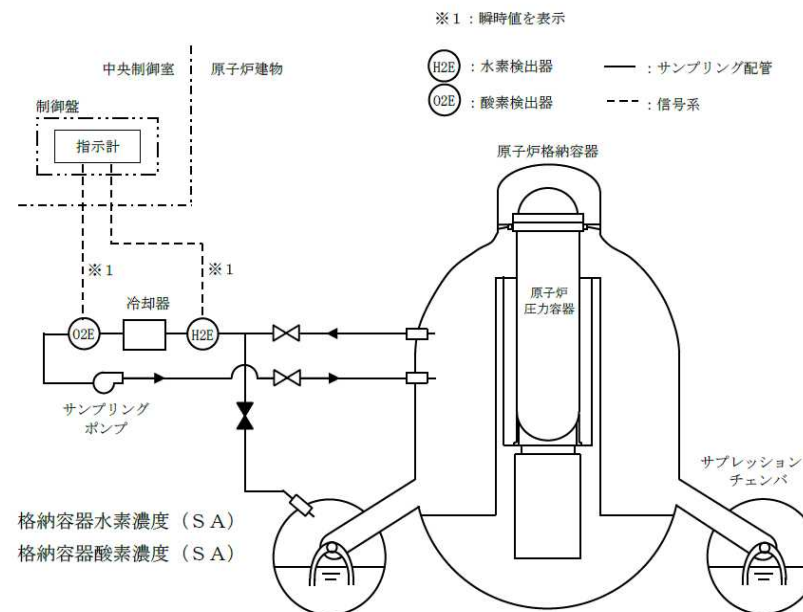 ※1：瞬時値を表示
中央制御室
原子炉建物
H2E ：水素検出器
：サンプリング配管
O2E ：酸素検出器
：信号系
制御盤
指示計
原子炉格納容器
※1
※1
冷却器
原子炉
圧力容器
O2E
H2E
サンプリング
ポンプ
サプレッション
チェンバ
格納容器水素濃度（ＳＡ）
格納容器酸素濃度（ＳＡ）